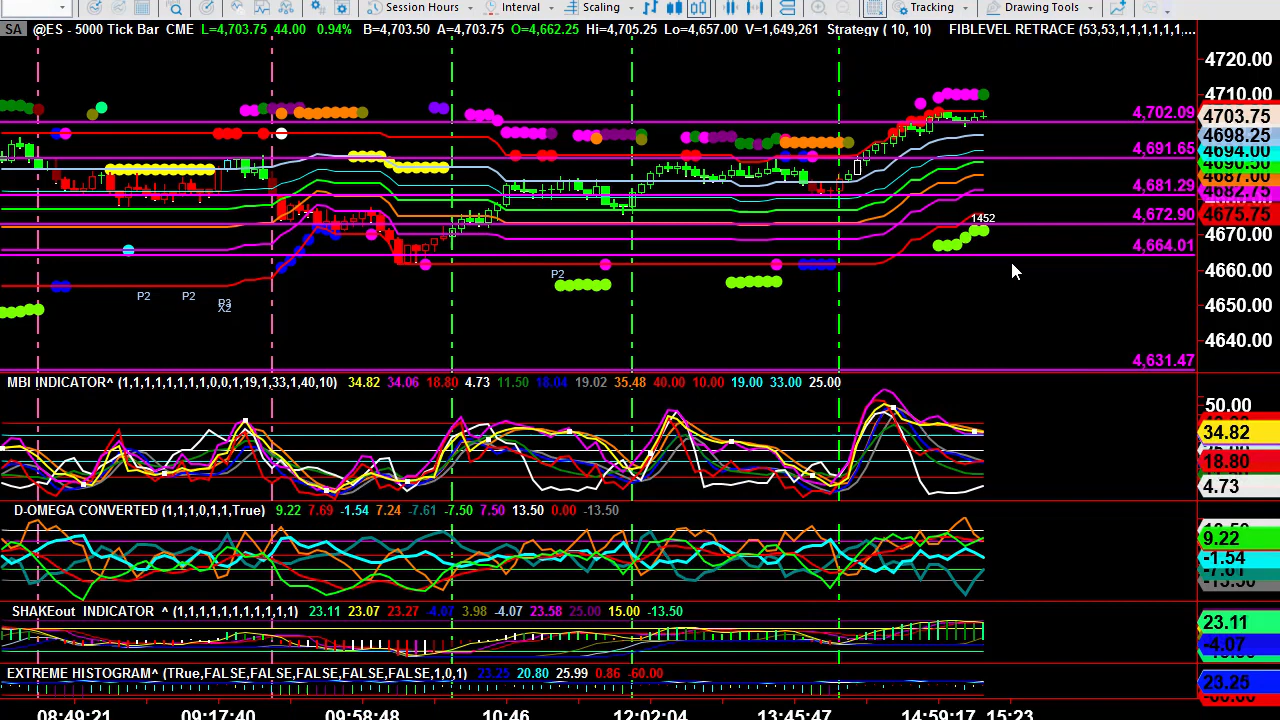 Session Hours Interval Scaling Tracking Drawing Tools
SA @ES - 5000 Tick Bar CME L=4,703.75 44.00 0.94% B=4,703.50 A=4,703.75 O=4,662.25 Hi=4,705.25 Lo=4,657.00 V=1,649,261 Strategy ( 10, 10) FIBLEVEL RETRACE (53,53,1,1,1,1,1,1,...
4720.00
4710.00
4,702.09
4703.75
4698.25
4694.00
4,691.65
4687.00
4,681.29
4682.75
4,672.90
4675.75
1452
4670.00
4,664.01
4660.00
P2
P2 P2 P3
X2
4650.00
4640.00
4,631.47
MBI INDICATOR^ (1,1,1,1,1,1,1,1,0,0,1,19,1,33,1,40,10) 34.82 34.06 18.80 4.73 11.50 18.04 19.02 35.48 40.00 10.00 19.00 33.00 25.00
50.00
34.82
18.80
4.73
D-OMEGA CONVERTED (1,1,1,0,1,1,True) 9.22 7.69 -1.54 7.24 -7.61 -7.50 7.50 13.50 0.00 -13.50
9.22
-1.54
-13.50
SHAKEout INDICATOR ^ (1,1,1,1,1,1,1,1,1,1,1) 23.11 23.07 23.27 -4.07 3.98 -4.07 23.58 25.00 15.00 -13.50
23.11
-4.07
EXTREME HISTOGRAM^ (TRue,FALSE,FALSE,FALSE,FALSE,FALSE,1,0,1) 23.25 20.80 25.99 0.86 -60.00
23.25
08:49:21 09:17:40 09:58:48 10:46 12:02:04 13:45:47 14:59:17 15:23